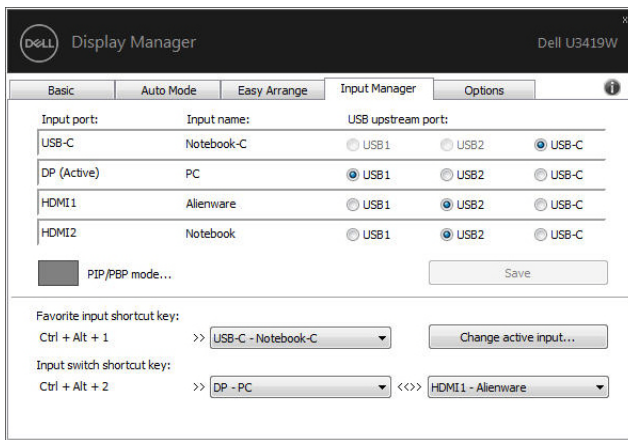 DELL Display Manager Dell U3419W x
Basic Auto Mode Easy Arrange Input Manager Options i
Input port: Input name: USB upstream port:
USB-C Notebook-C USB1 USB2 USB-C
DP (Active) PC USB1 USB2 USB-C
HDMI1 Alienware USB1 USB2 USB-C
HDMI2 Notebook USB1 USB2 USB-C
PIP/PBP mode... Save
Favorite input shortcut key:
Ctrl + Alt + 1 >> USB-C - Notebook-C Change active input...
Input switch shortcut key:
Ctrl + Alt + 2 >> DP - PC <<>> HDMI1 - Alienware